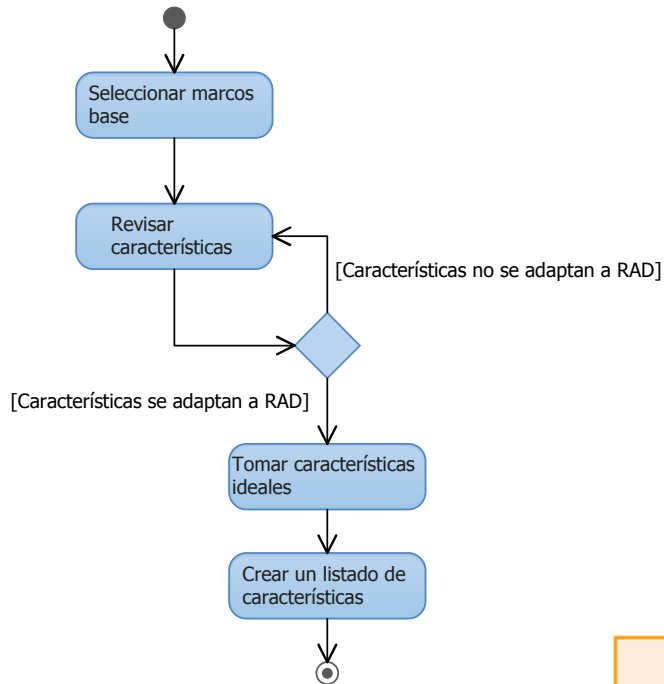 Seleccionar marcos
base
Revisar
características
[Características no se adaptan a RAD]
[Características se adaptan a RAD]
Tomar características
ideales
Crear un listado de
características